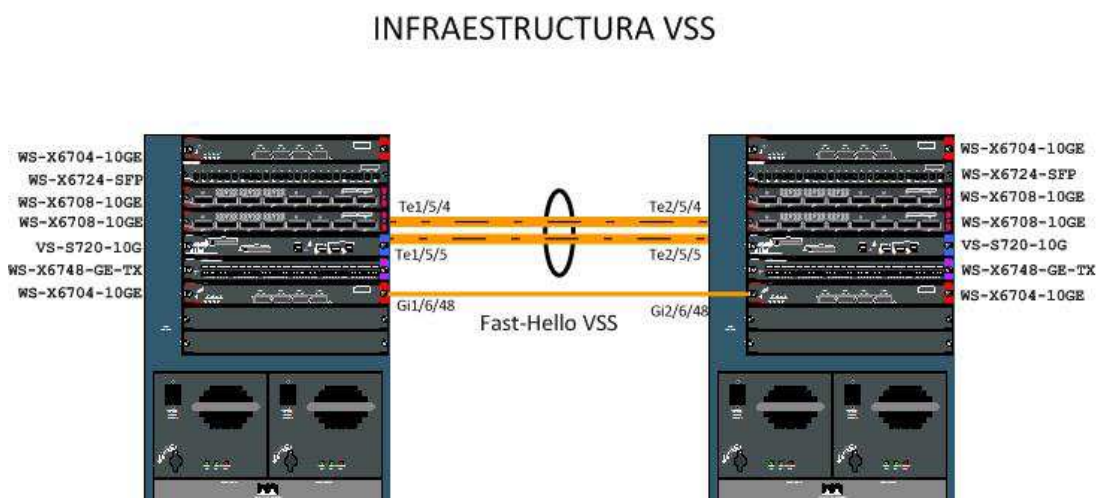 INFRAESTRUCTURA VSS
WS-X6704-10GE
WS-X6724-SFP
WS-X6708-10GE
WS-X6708-10GE
VS-S720-10G
WS-X6748-GE-TX
WS-X6704-10GE
Te1/5/4
Te2/5/4
Te1/5/5
Te2/5/5
Gi1/6/48
Gi2/6/48
Fast-Hello VSS
WS-X6704-10GE
WS-X6724-SFP
WS-X6708-10GE
WS-X6708-10GE
VS-S720-10G
WS-X6748-GE-TX
WS-X6704-10GE